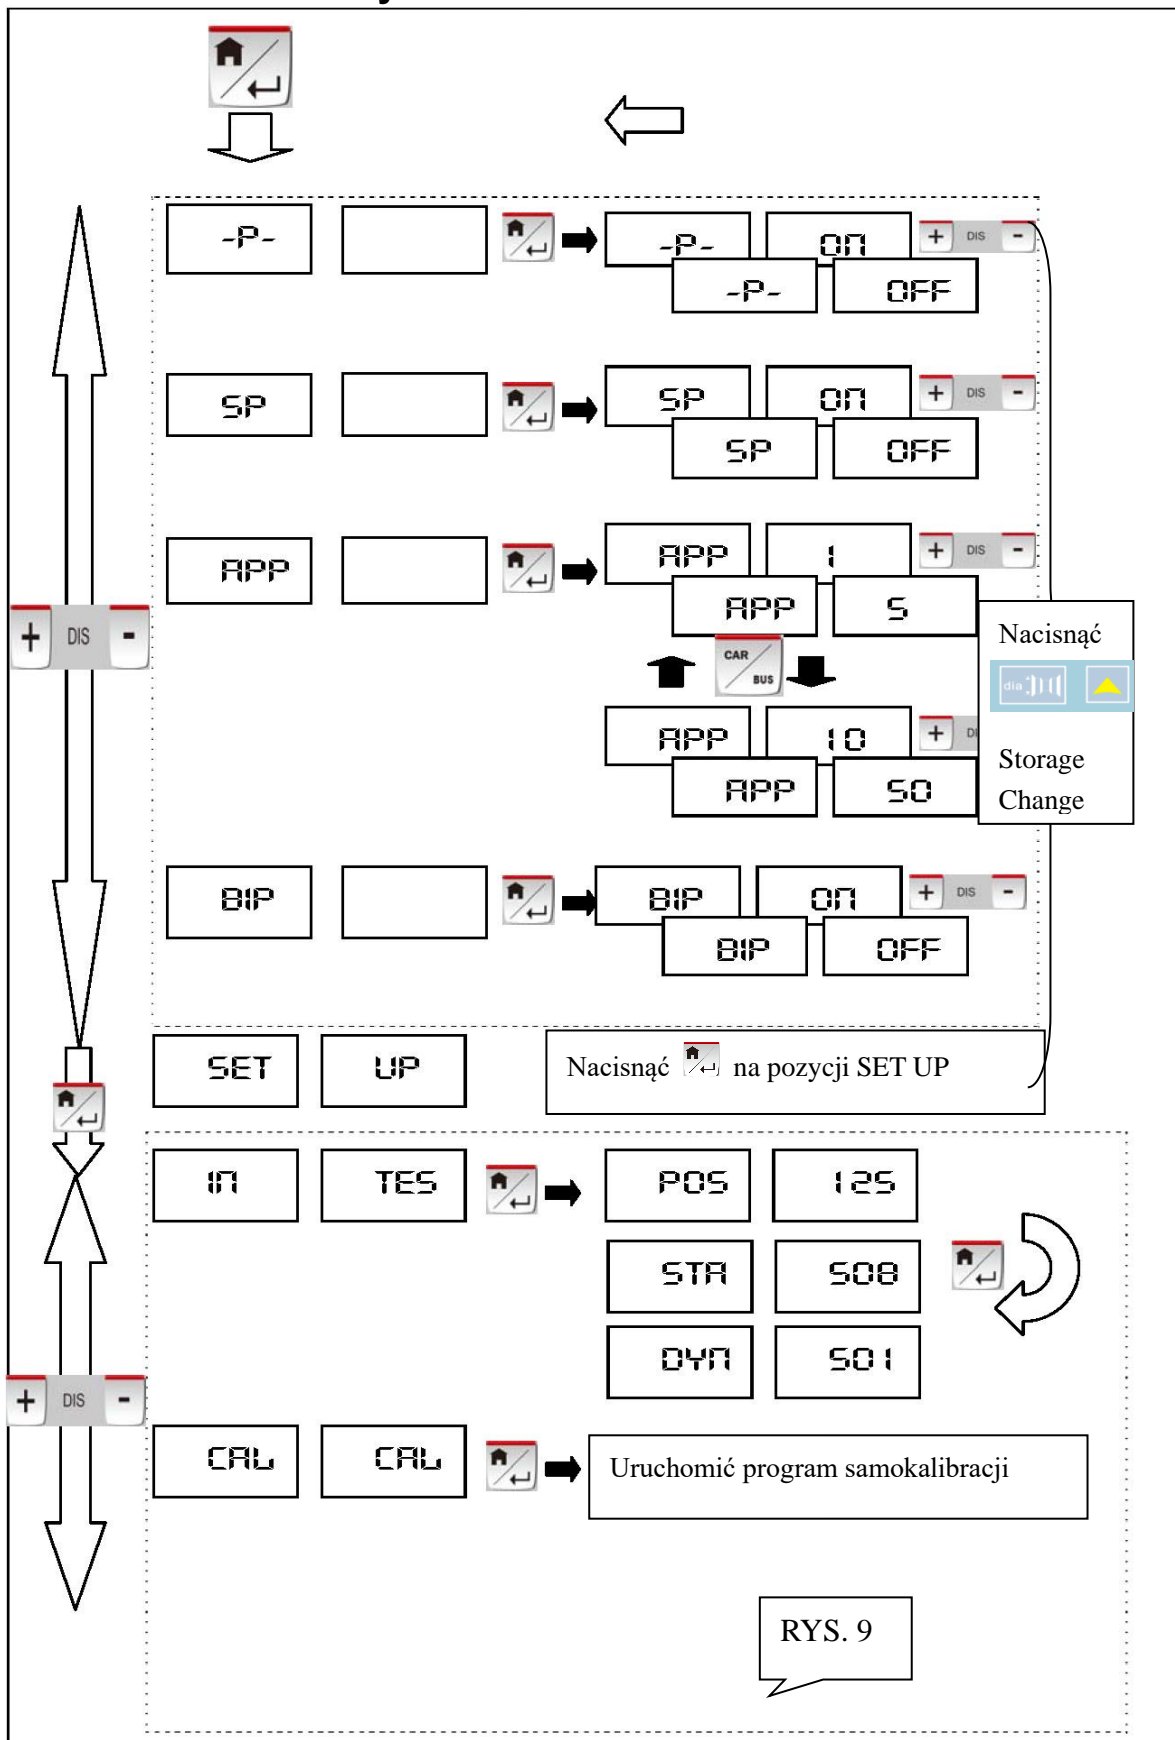 -P- -P- ON + DIS -
-P- OFF
SP SP ON + DIS -
SP OFF
APP APP 1 + DIS -
APP 5
+ DIS -
Nacisnąć
dia
CAR BUS
APP 10 + DI
APP 50
Storage
Change
BIP BIP ON + DIS -
BIP OFF
SET UP Nacisnąć na pozycji SET UP
IN TES POS 125
STA 508
DYN 501
+ DIS -
CAL CAL Uruchomić program samokalibracji
RYS. 9